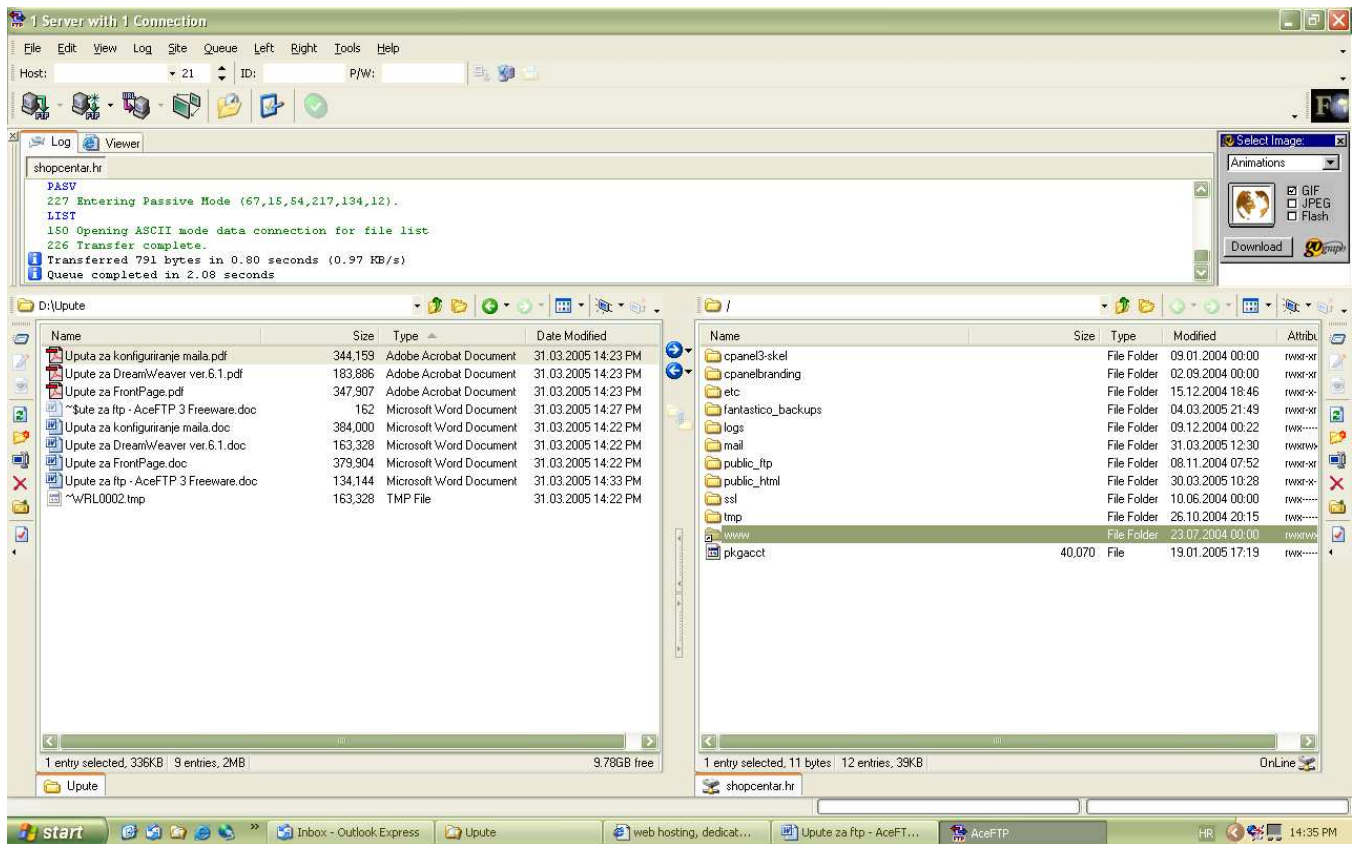 1 Server with 1 Connection
File Edit View Log Site Queue Left Right Tools Help
Host: 21 ID: P/W:
Log Viewer
Select Image:
shopcentar.hr
Animations
PASV
227 Entering Passive Mode (67,15,54,217,134,12).
GIF
LIST
JPEG
150 Opening ASCII mode data connection for file list
Flash
226 Transfer complete.
Transferred 791 bytes in 0.80 seconds (0.97 KB/s)
Download
Queue completed in 2.08 seconds
D:\Upute
Name Size Type Date Modified
Uputa za konfiguriranje maila.pdf 344,159 Adobe Acrobat Document 31.03.2005 14:23 PM
Upute za DreamWeaver ver.6.1.pdf 183,886 Adobe Acrobat Document 31.03.2005 14:23 PM
Upute za FrontPage.pdf 347,907 Adobe Acrobat Document 31.03.2005 14:23 PM
~$ute za ftp - AceFTP 3 Freeware.doc 162 Microsoft Word Document 31.03.2005 14:27 PM
Uputa za konfiguriranje maila.doc 384,000 Microsoft Word Document 31.03.2005 14:22 PM
Upute za DreamWeaver ver.6.1.doc 163,328 Microsoft Word Document 31.03.2005 14:22 PM
Upute za FrontPage.doc 379,904 Microsoft Word Document 31.03.2005 14:22 PM
Upute za ftp - AceFTP 3 Freeware.doc 134,144 Microsoft Word Document 31.03.2005 14:33 PM
~WRL0002.tmp 163,328 TMP File 31.03.2005 14:22 PM
1 entry selected, 336KB 9 entries, 2MB 9.78GB free
Upute
/
Name Size Type Modified Attribu
cpanel3-skel File Folder 09.01.2004 00:00 rwxr-xr
cpanelbranding File Folder 02.09.2004 00:00 rwxr-xr
etc File Folder 15.12.2004 18:46 rwxr-x-
fantastico_backups File Folder 04.03.2005 21:49 rwxr-xr
logs File Folder 09.12.2004 00:22 rwx-----
mail File Folder 31.03.2005 12:30 rwxrwx
public_ftp File Folder 08.11.2004 07:52 rwxr-xr
public_html File Folder 30.03.2005 10:28 rwxr-x-
ssl File Folder 10.06.2004 00:00 rwx-----
tmp File Folder 26.10.2004 20:15 rwx-----
www File Folder 23.07.2004 00:00 rwxrwx
pkgacct 40,070 File 19.01.2005 17:19 rwx-----
1 entry selected, 11 bytes 12 entries, 39KB OnLine
shopcentar.hr
start Inbox - Outlook Express Upute web hosting, dedicat... Upute za ftp - AceFT... AceFTP HR 14:35 PM